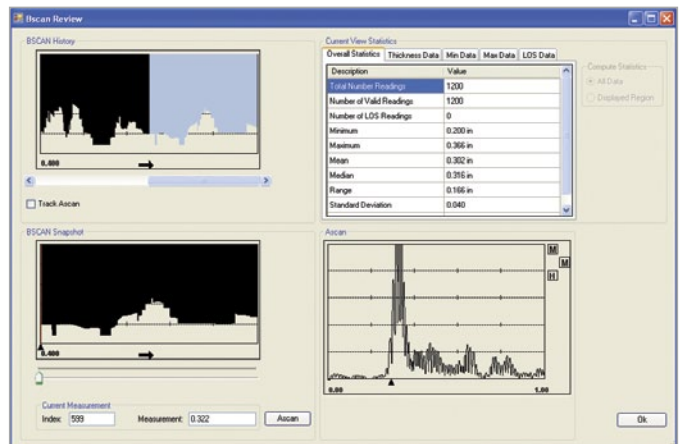 Bscan Review
BSCAN History
0.400
Track Ascan
Current View Statistics
Overall Statistics Thickness Data Min Data Max Data LOS Data
Description Value
Total Number Readings 1200
Number of Valid Readings 1200
Number of LOS Readings 0
Minimum 0.200 in
Maximum 0.366 in
Mean 0.302 in
Median 0.316 in
Range 0.166 in
Standard Deviation 0.040
Compute Statistics
All Data
Displayed Region
BSCAN Snapshot
0.400
Current Measurement
Index: 599 Measurement: 0.322 Ascan
Ascan
M
M
H
0.00 1.00
Ok